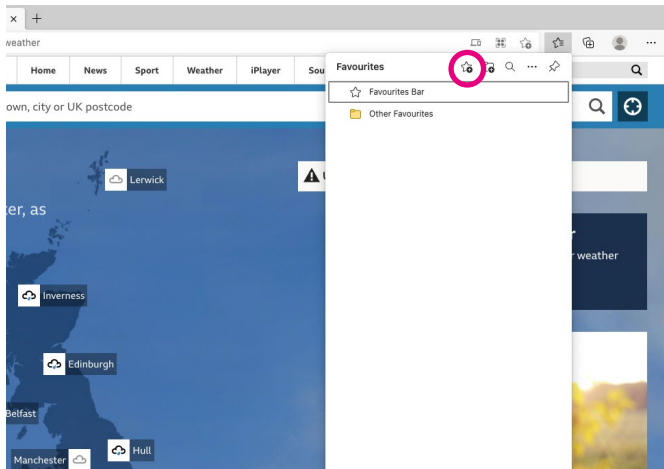 weather
Home News Sport Weather iPlayer Sou
Favourites
Favourites Bar
Other Favourites
own, city or UK postcode
Lerwick
ter, as
r weather
Inverness
Edinburgh
Belfast
Hull
Manchester